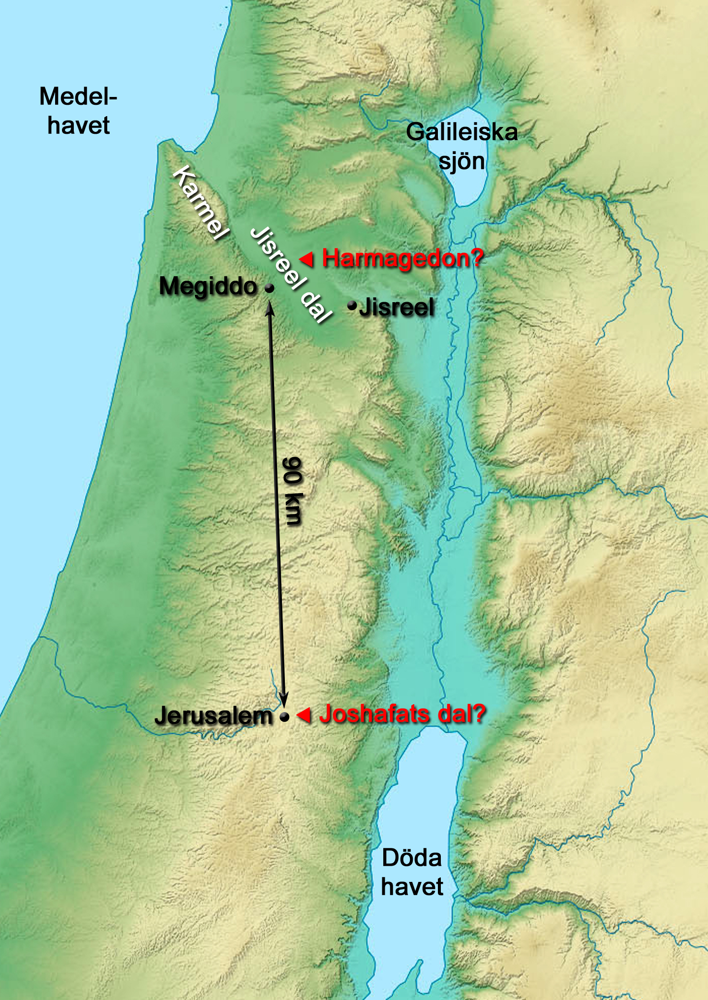 Medel-
havet
Galileiska
sjön
Karmel
Jisreel dal
◄ Harmagedon?
Megiddo
Jisreel
90 km
Jerusalem
◄ Joshafats dal?
Döda
havet